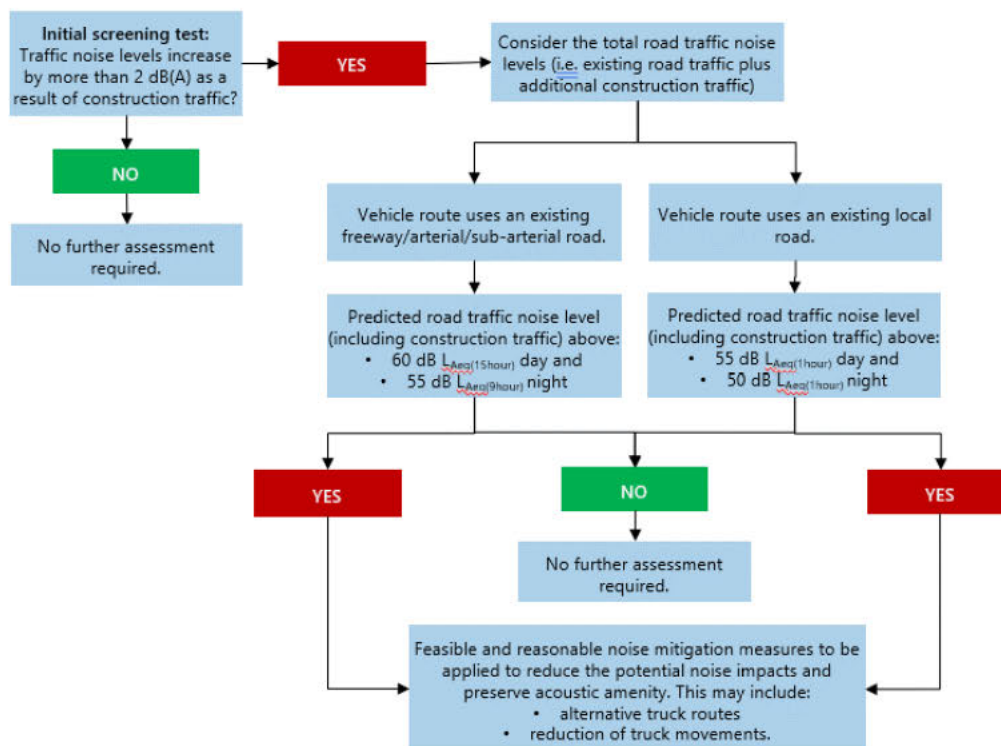 Initial screening test:
Traffic noise levels increase
by more than 2 dB(A) as a
result of construction traffic?
YES
Consider the total road traffic noise
levels (i.e. existing road traffic plus
additional construction traffic)
NO
No further assessment
required.
Vehicle route uses an existing
freeway/arterial/sub-arterial road.
Vehicle route uses an existing local
road.
Predicted road traffic noise level
(including construction traffic) above:
• 60 dB LAeq(15hour) day and
• 55 dB LAeq(9hour) night
Predicted road traffic noise level
(including construction traffic) above:
• 55 dB LAeq(1hour) day and
• 50 dB LAeq(1hour) night
YES
NO
YES
No further assessment
required.
Feasible and reasonable noise mitigation measures to be
applied to reduce the potential noise impacts and
preserve acoustic amenity. This may include:
• alternative truck routes
• reduction of truck movements.